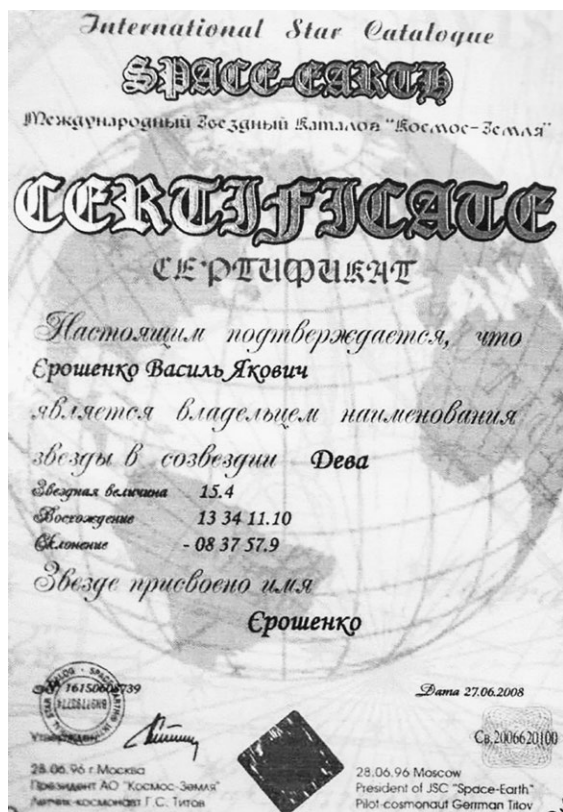 International Star Catalogue
SPACE-EARTH
Международный Звездный Каталог "Космос-Земля"
CERTIFICATE
СЕРТИФИКАТ
Настоящим подтверждается, что
Єрошенко Василь Якович
является владельцем наименования
звезды в созвездии Дева
Звездная величина 15.4
Восхождение 13 34 11.10
Склонение - 08 37 57.9
Звезде присвоено имя
Єрошенко
Дата 27.06.2008
Св.2006620100
28.06.96 г.Москва
Президент АО "Космос-Земля"
Летчик-космонавт Г.С. Титов
28.06.96 Moscow
President of JSC "Space-Earth"
Pilot-cosmonaut German Titov